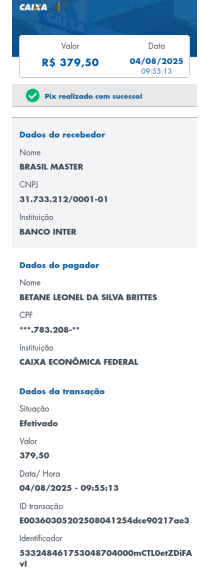 CAIXA
Valor
Data
R$ 379,50
04/08/2025
09:55:13
Pix realizado com sucesso!
Dados do recebedor
Nome
BRASIL MASTER
CNPJ
31.733.212/0001-01
Instituição
BANCO INTER
Dados do pagador
Nome
BETANE LEONEL DA SILVA BRITTES
CPF
***.783.208-**
Instituição
CAIXA ECONÔMICA FEDERAL
Dados da transação
Situação
Efetivado
Valor
379,50
Data/ Hora
04/08/2025 - 09:55:13
ID transação
E00360305202508041254dce90217ae3
Identificador
533248461753048704000mCTL0etZDiFA
vI